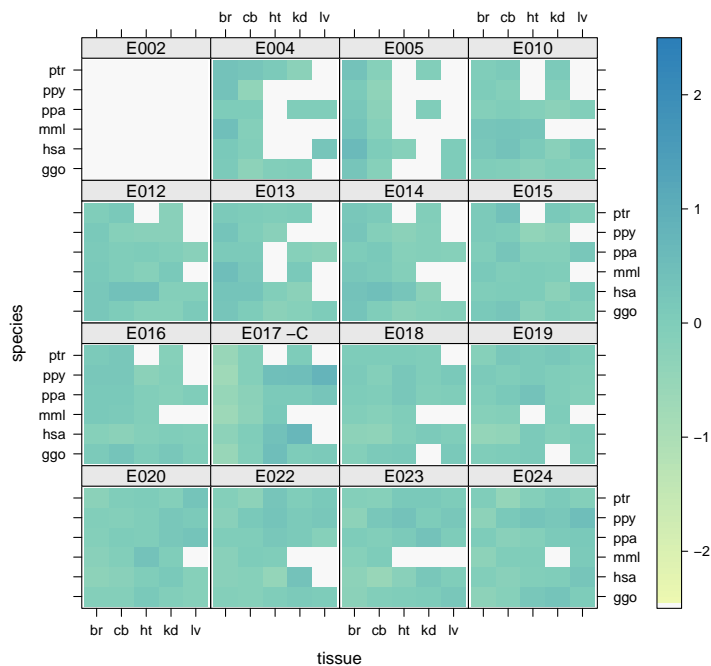 br cb ht kd lv br cb ht kd lv
E002 E004 E005 E010
ptr
ppy
ppa
mml
hsa
ggo
2
1
0
−1
−2
E012 E013 E014 E015
ptr
ppy
ppa
mml
hsa
ggo
species
E016 E017 −C E018 E019
ptr
ppy
ppa
mml
hsa
ggo
E020 E022 E023 E024
ptr
ppy
ppa
mml
hsa
ggo
br cb ht kd lv br cb ht kd lv
tissue